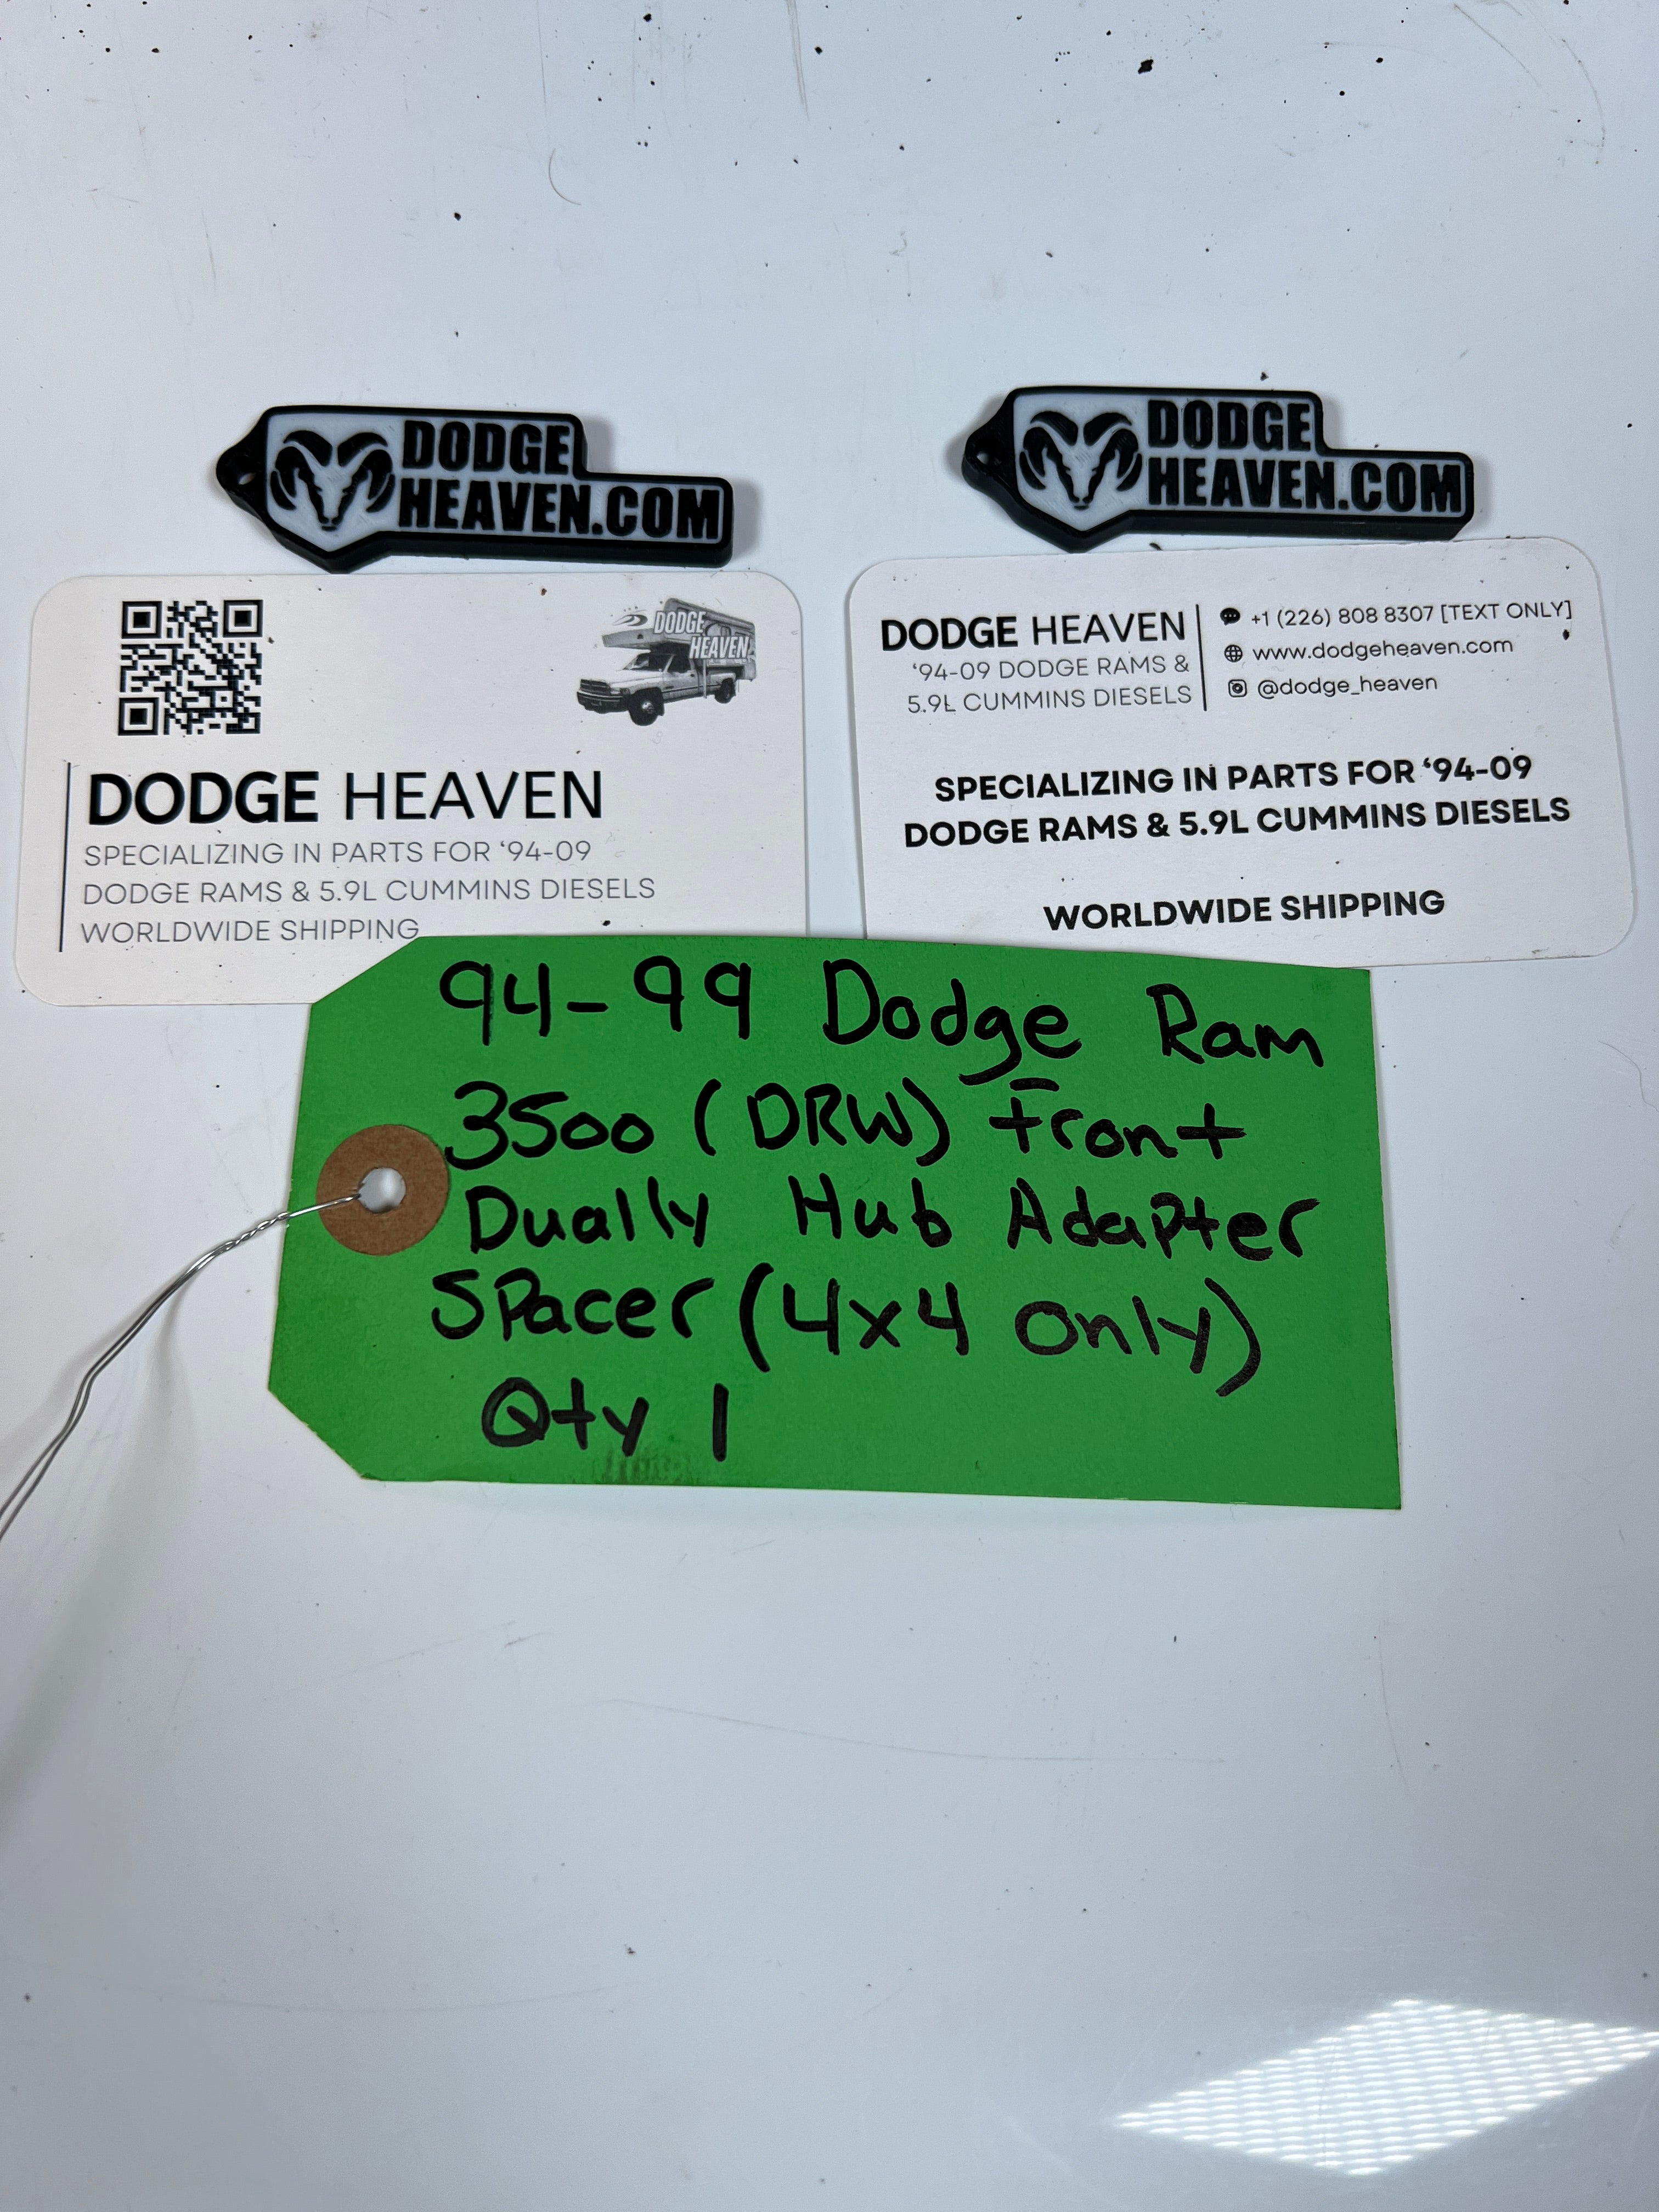 DODGE
HEAVEN.COM
DODGE
HEAVEN.COM
DODGE
HEAVEN
DODGE HEAVEN
SPECIALIZING IN PARTS FOR ‘94-09
DODGE RAMS & 5.9L CUMMINS DIESELS
WORLDWIDE SHIPPING
DODGE HEAVEN
‘94-09 DODGE RAMS &
5.9L CUMMINS DIESELS
+1 (226) 808 8307 [TEXT ONLY]
www.dodgeheaven.com
@dodge_heaven
SPECIALIZING IN PARTS FOR ‘94-09
DODGE RAMS & 5.9L CUMMINS DIESELS
WORLDWIDE SHIPPING
94-99 Dodge Ram
3500 (DRW) Front
Dually Hub Adapter
Spacer (4x4 only)
Qty 1